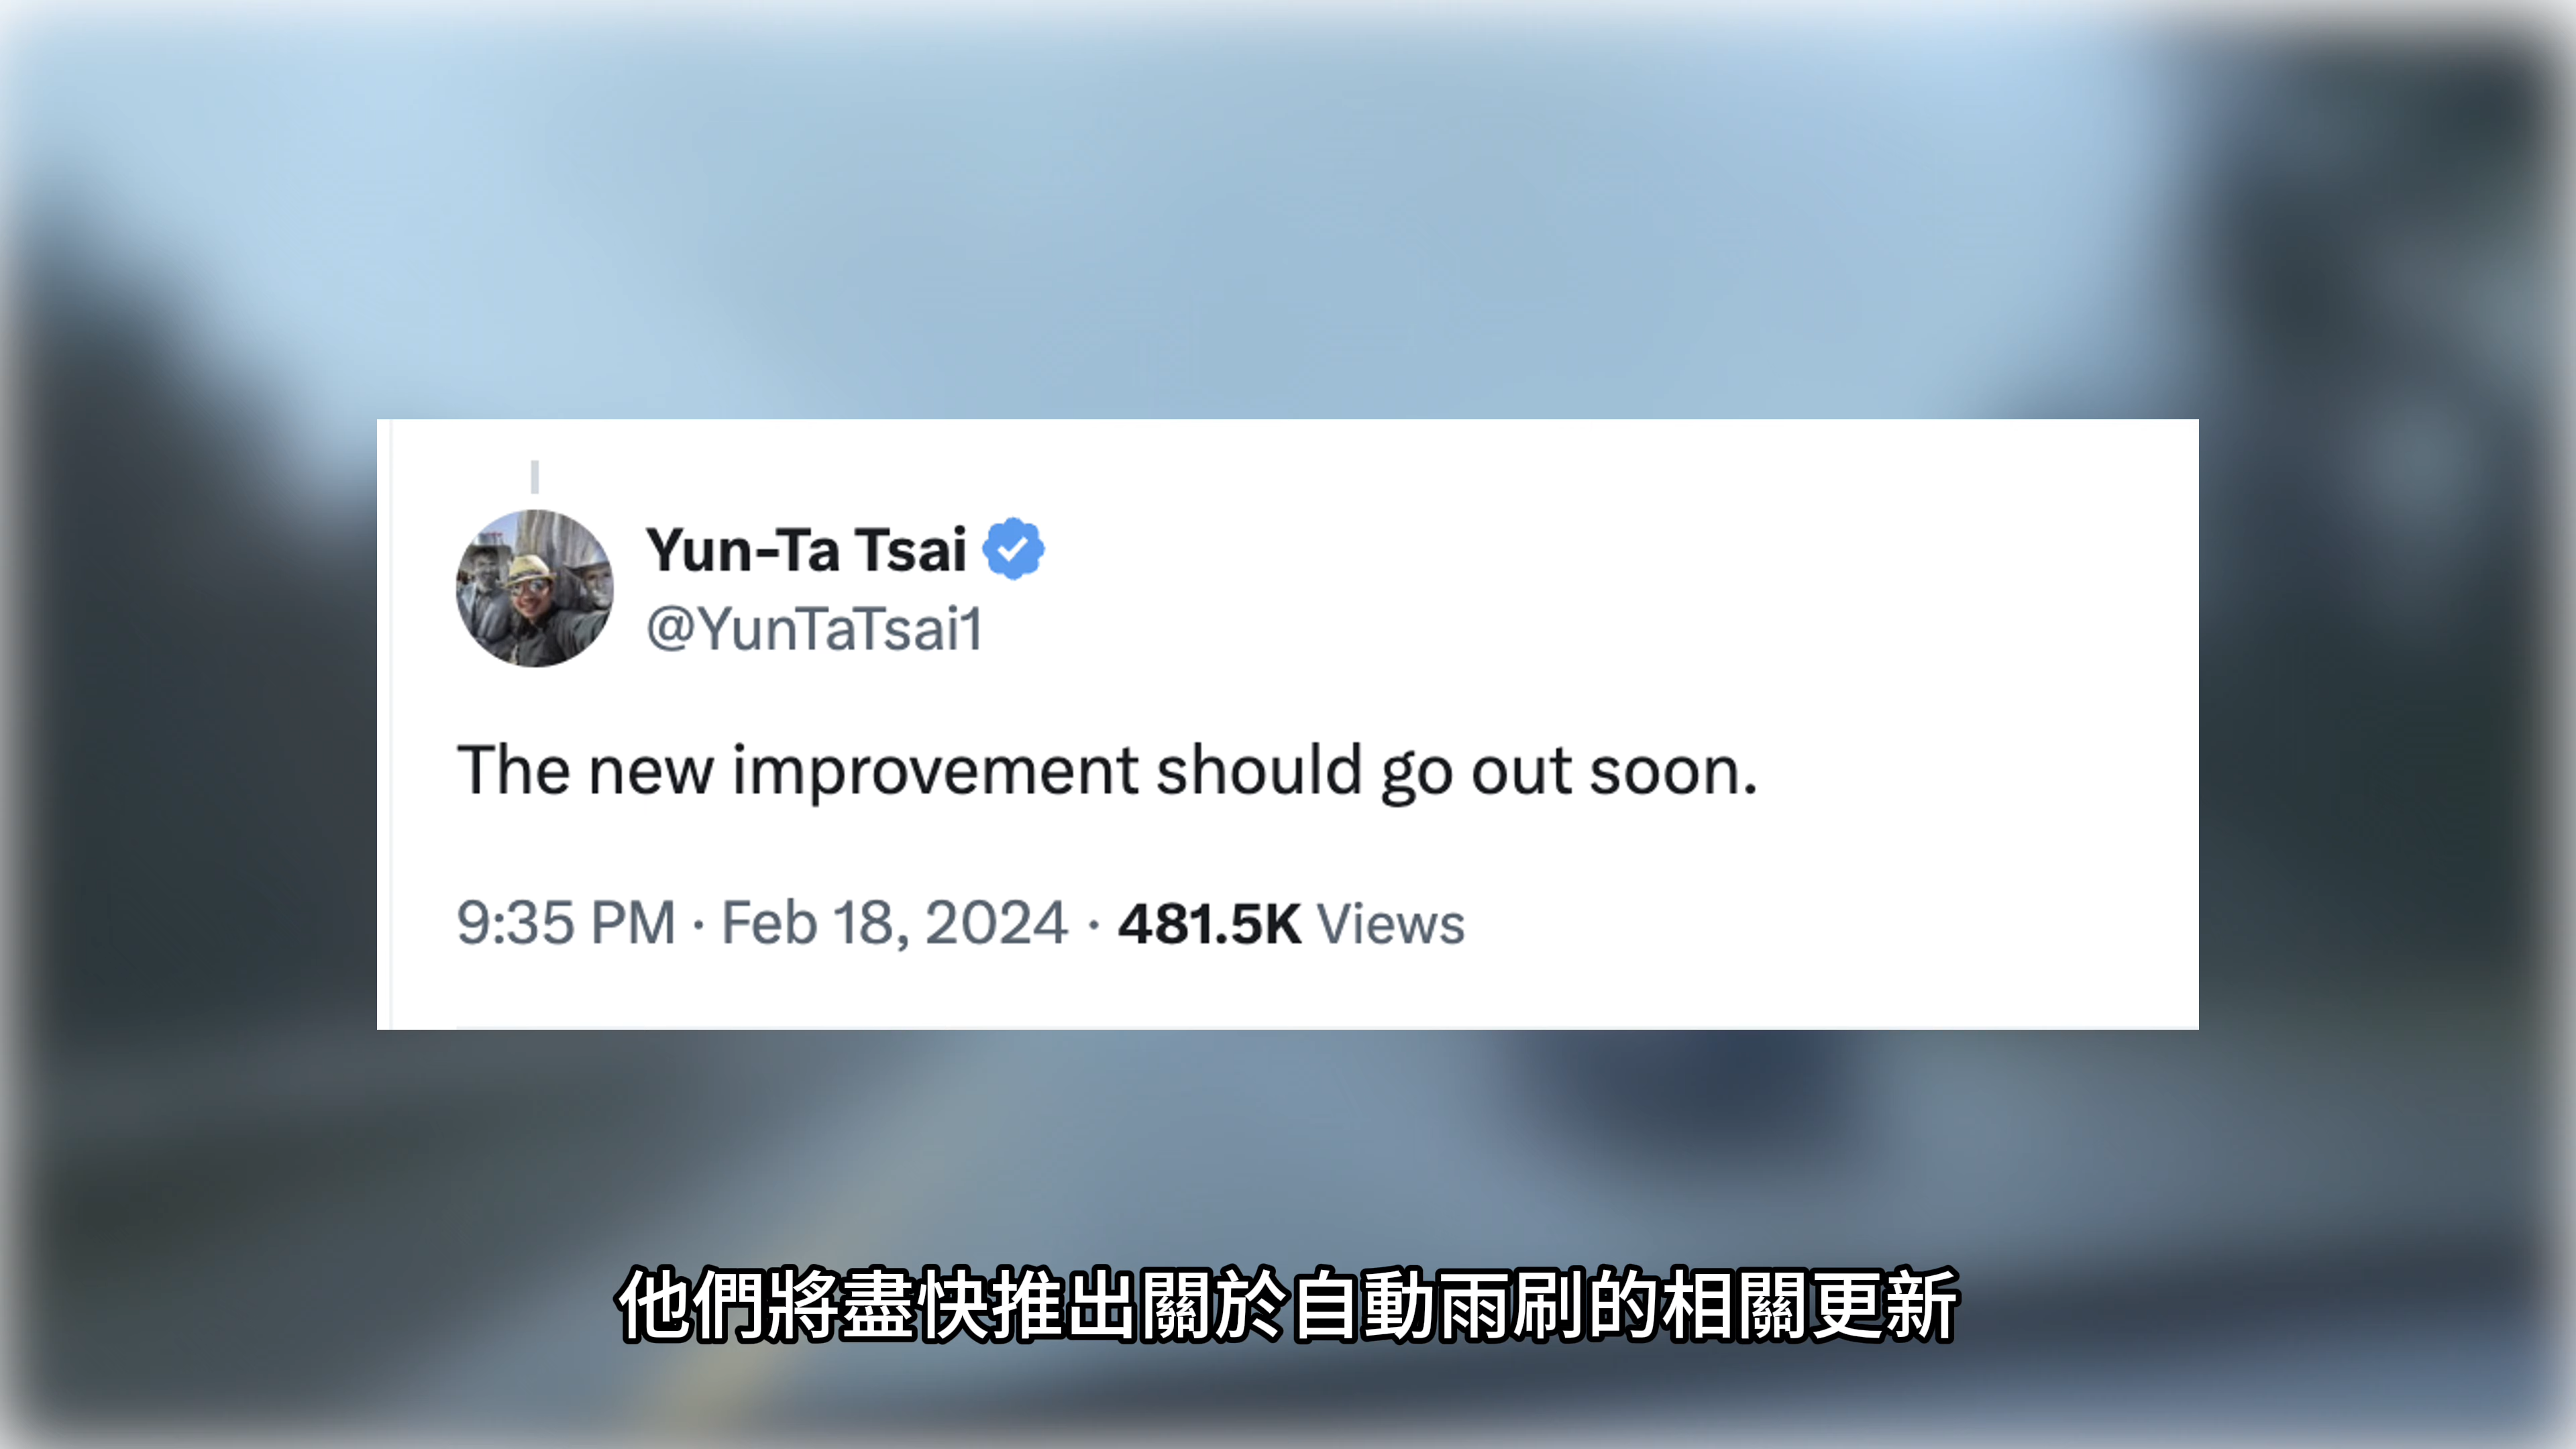 Yun-Ta Tsai
@YunTaTsai1
The new improvement should go out soon.
9:35 PM · Feb 18, 2024 · 481.5K Views
他們將盡快推出關於自動雨刷的相關更新